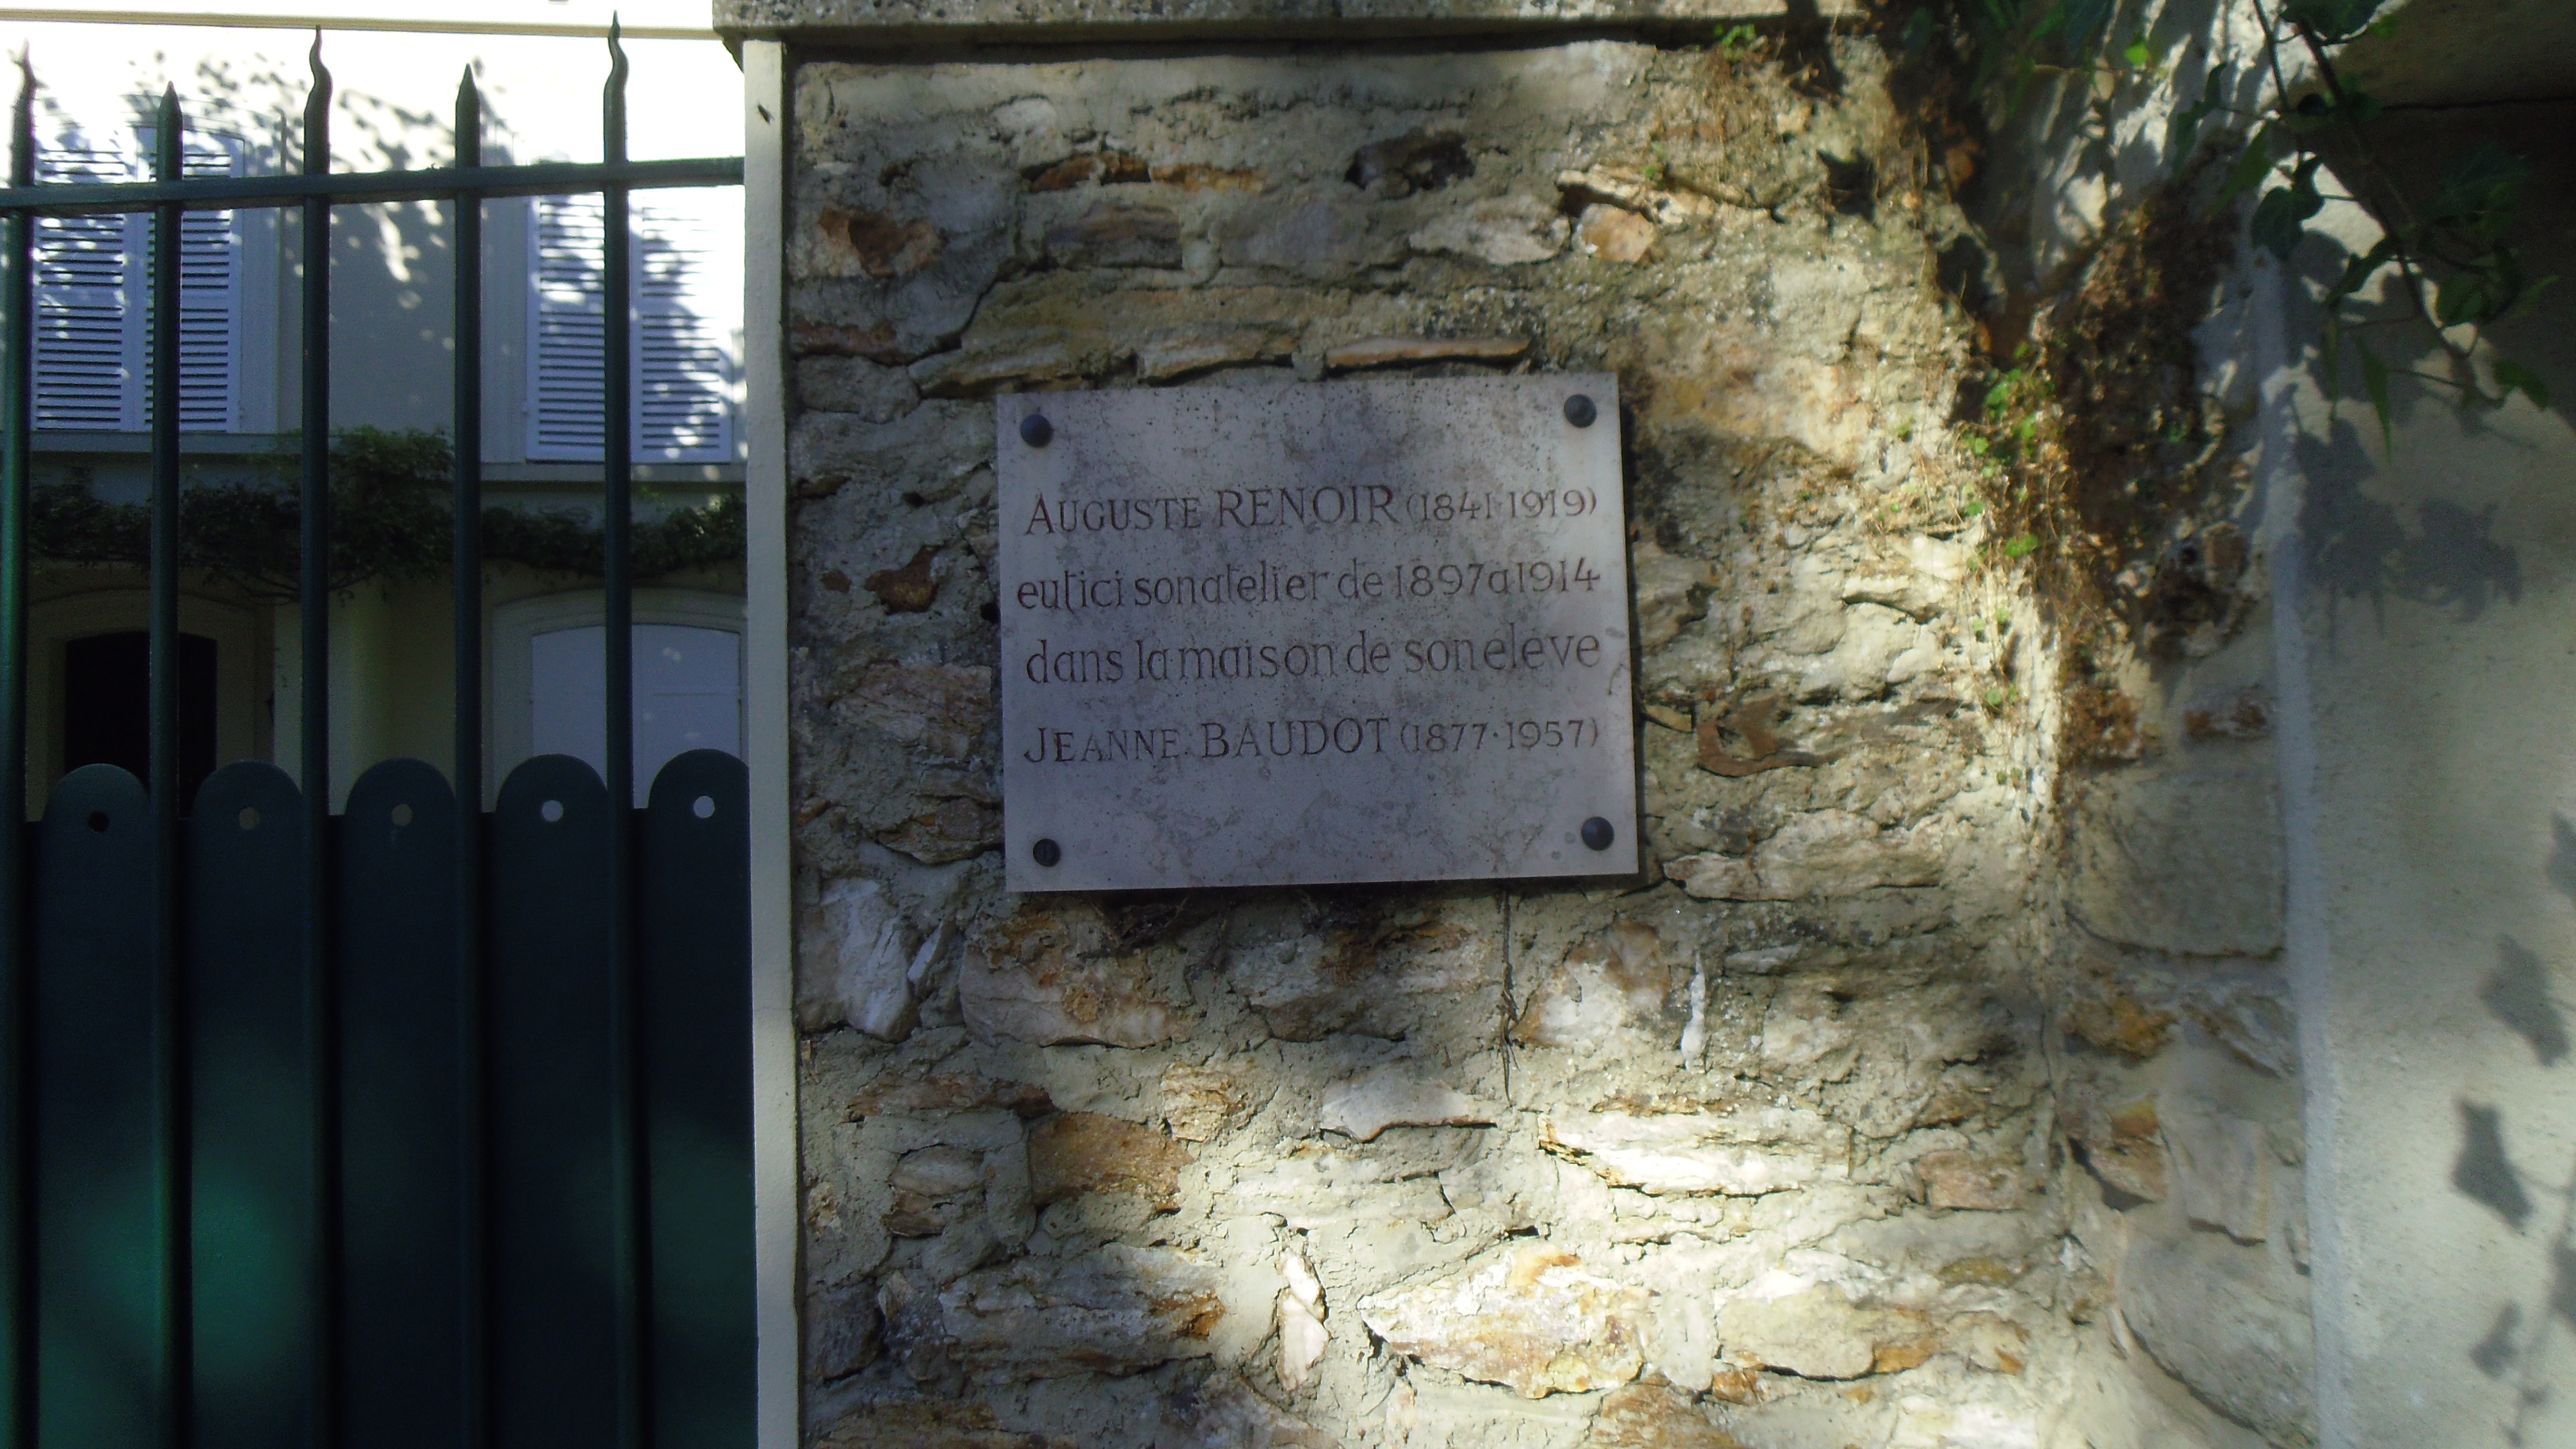 AUGUSTE RENOIR (1841-1919)
eut ici son atelier de 1897 a 1914
dans la maison de son eleve
JEANNE BAUDOT (1877-1957)